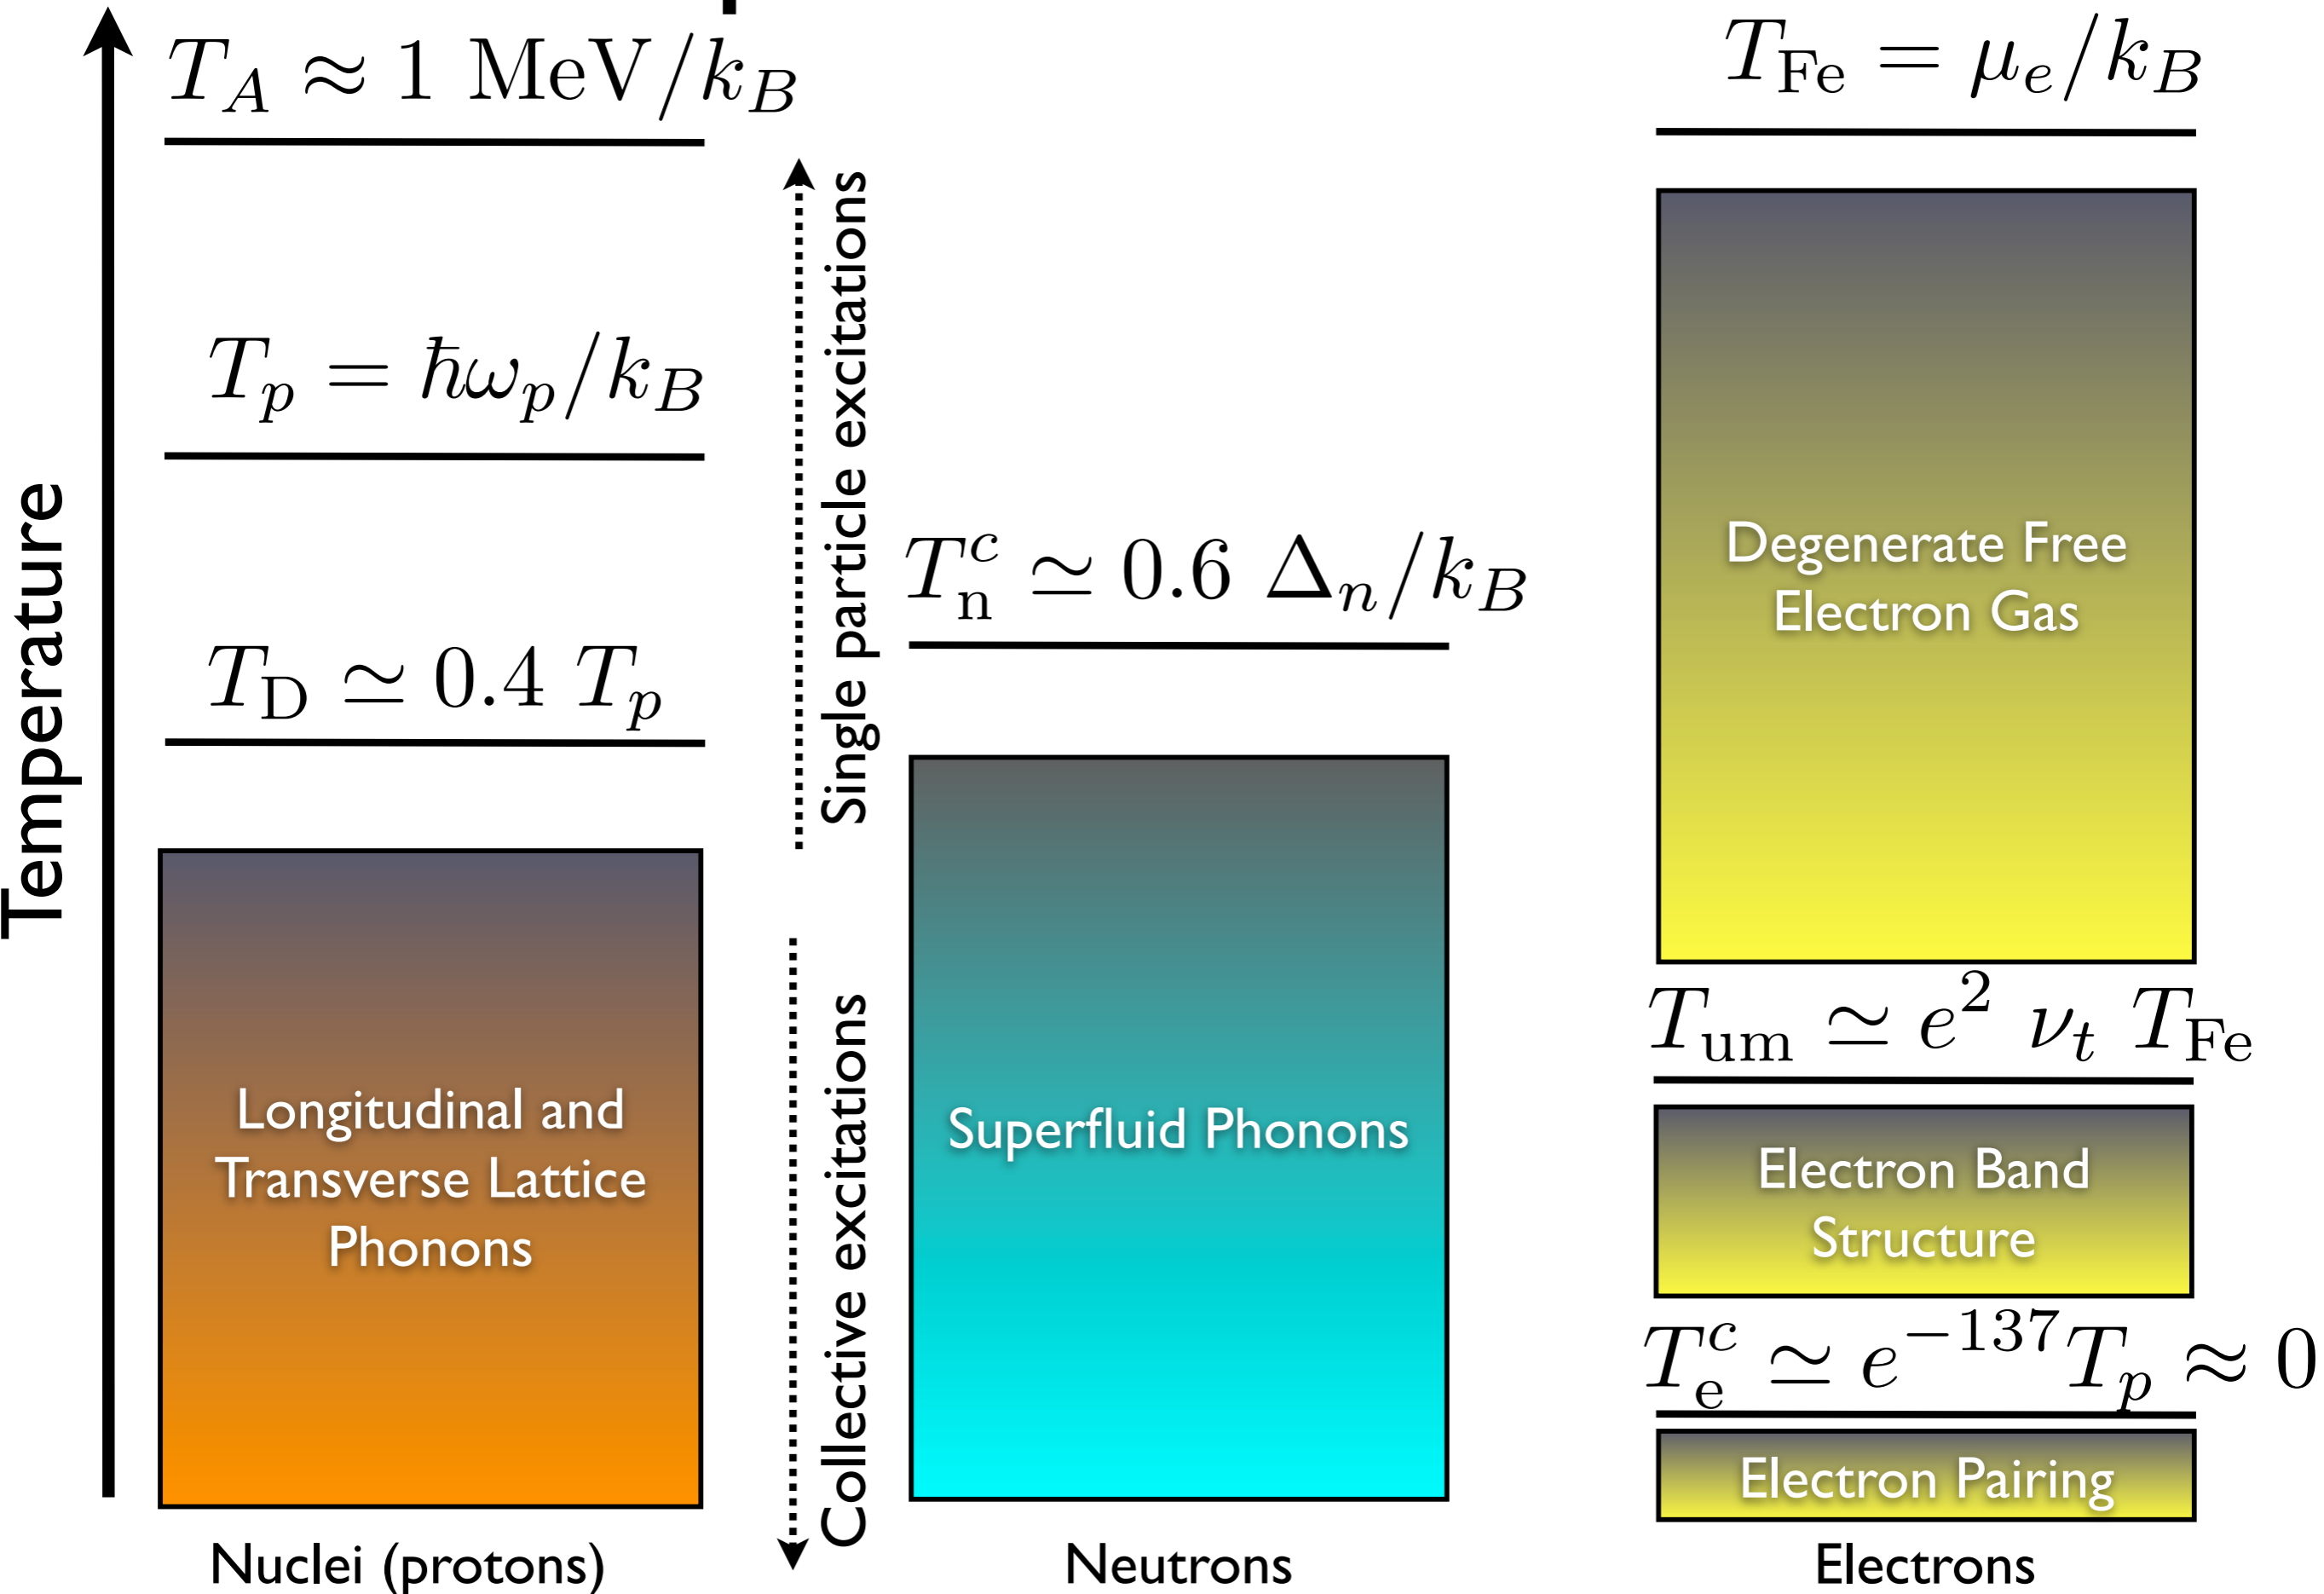 Temperature
T_A ≈ 1 MeV/k_B
T_p = ℏω_p/k_B
T_D ≃ 0.4 T_p
Longitudinal and
Transverse Lattice
Phonons
Nuclei (protons)
Single particle excitations
Collective excitations
T_n^c ≃ 0.6 Δ_n/k_B
Superfluid Phonons
Neutrons
T_Fe = μ_e/k_B
Degenerate Free
Electron Gas
T_um ≃ e^2 ν_t T_Fe
Electron Band
Structure
T_e^c ≃ e^{-137}T_p ≈ 0
Electron Pairing
Electrons